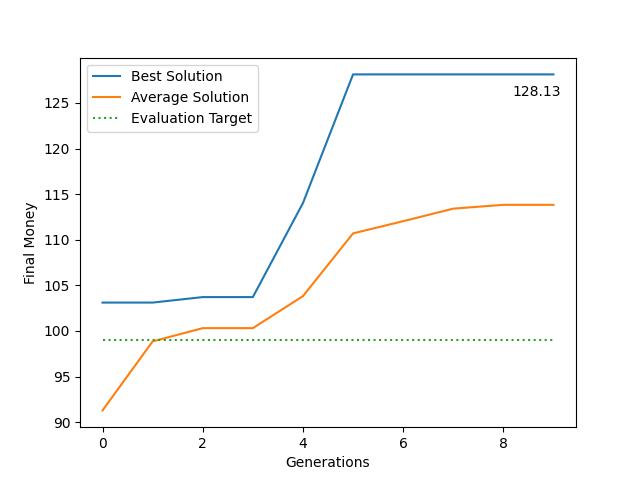 Best Solution
Average Solution
Evaluation Target
128.13
Final Money
125
120
115
110
105
100
95
90
0 2 4 6 8
Generations